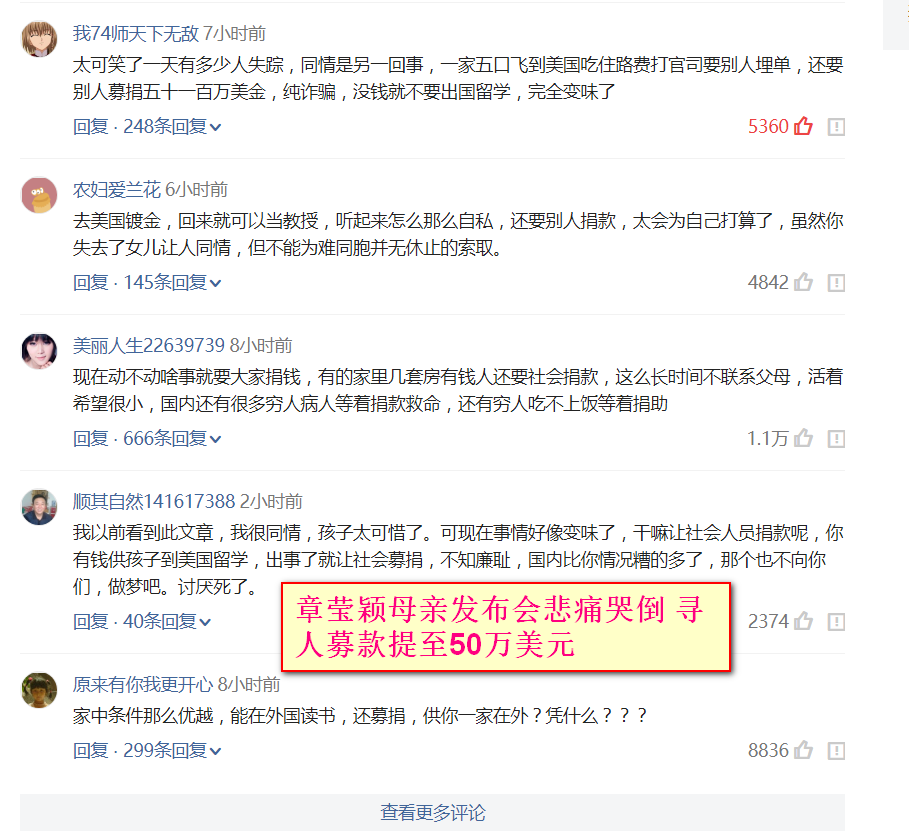 我74师天下无敌 7小时前
太可笑了一天有多少人失踪，同情是另一回事，一家五口飞到美国吃住路费打官司要别人埋单，还要
别人募捐五十一百万美金，纯诈骗，没钱就不要出国留学，完全变味了
回复 · 248条回复
5360
农妇爱兰花 6小时前
去美国镀金，回来就可以当教授，听起来怎么那么自私，还要别人捐款，太会为自己打算了，虽然你
失去了女儿让人同情，但不能为难同胞并无休止的索取。
回复 · 145条回复
4842
美丽人生22639739 8小时前
现在动不动啥事就要大家捐钱，有的家里几套房有钱人还要社会捐款，这么长时间不联系父母，活着
希望很小，国内还有很多穷人病人等着捐款救命，还有穷人吃不上饭等着捐助
回复 · 666条回复
1.1万
顺其自然141617388 2小时前
我以前看到此文章，我很同情，孩子太可惜了。可现在事情好像变味了，干嘛让社会人员捐款呢，你
有钱供孩子到美国留学，出事了就让社会募捐，不知廉耻，国内比你情况糟的多了，那个也不向你
们，做梦吧。讨厌死了。
回复 · 40条回复
2374
章莹颖母亲发布会悲痛哭倒 寻
人募款提至50万美元
原来有你我更开心 8小时前
家中条件那么优越，能在外国读书，还募捐，供你一家在外？凭什么？？？
回复 · 299条回复
8836
查看更多评论